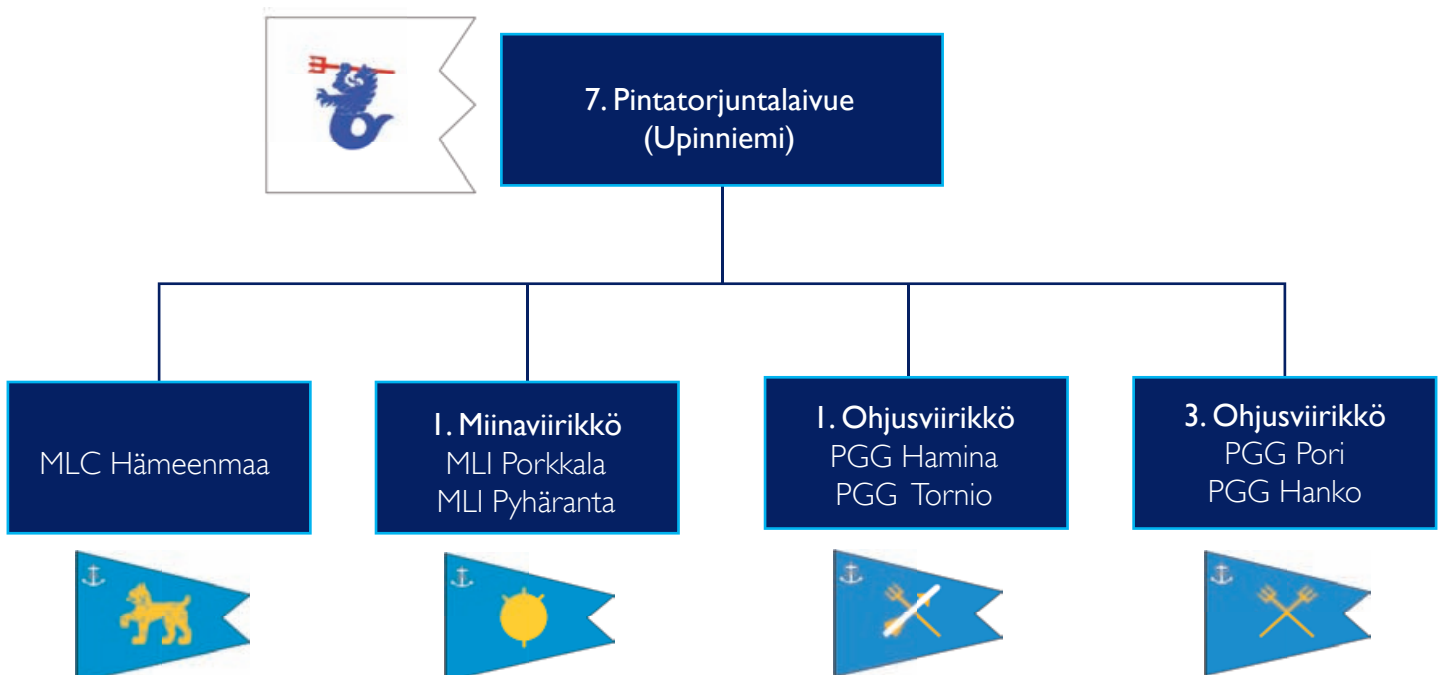 7. Pintatorjuntalaivue
(Upinniemi)
MLC Hämeenmaa
1. Miinaviirikkö
MLI Porkkala
MLI Pyhäranta
1. Ohjusviirikkö
PGG Hamina
PGG Tornio
3. Ohjusviirikkö
PGG Pori
PGG Hanko